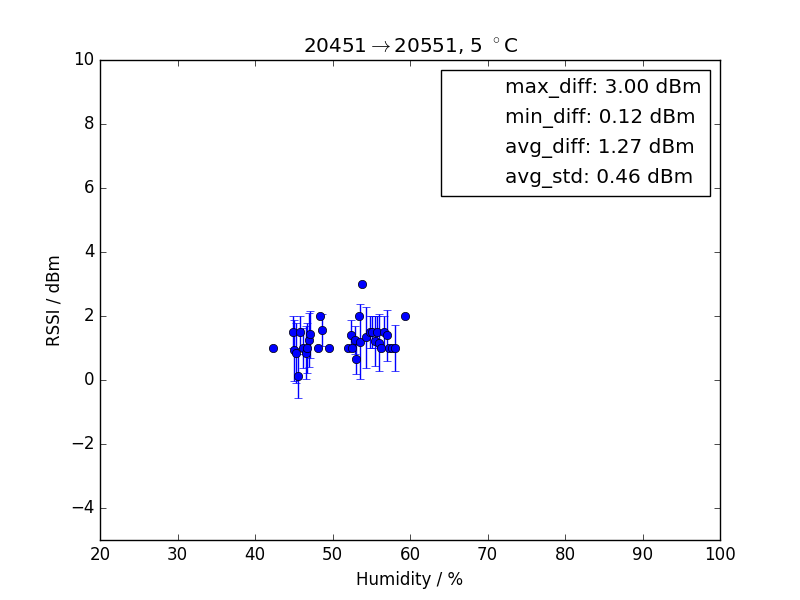 20451→20551, 5 °C
max_diff: 3.00 dBm
min_diff: 0.12 dBm
avg_diff: 1.27 dBm
avg_std: 0.46 dBm
10
8
6
4
2
0
−2
−4
RSSI / dBm
20 30 40 50 60 70 80 90 100
Humidity / %